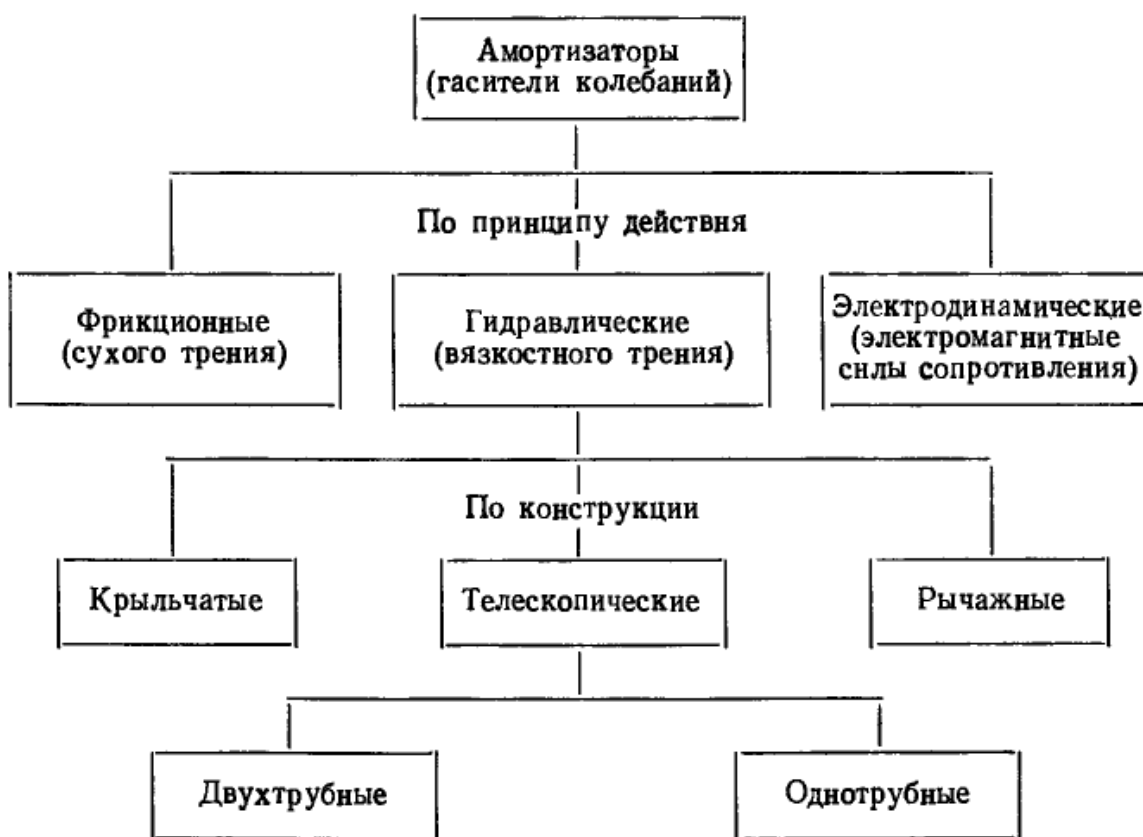 Амортизаторы
(гасители колебаний)
По принципу действня
Фрикционные
(сухого трения)
Гидравлические
(вязкостного трения)
Электродинамические
(электромагнитные
силы сопротивления)
По конструкции
Крыльчатые
Телескопические
Рычажные
Двухтрубные
Однотрубные